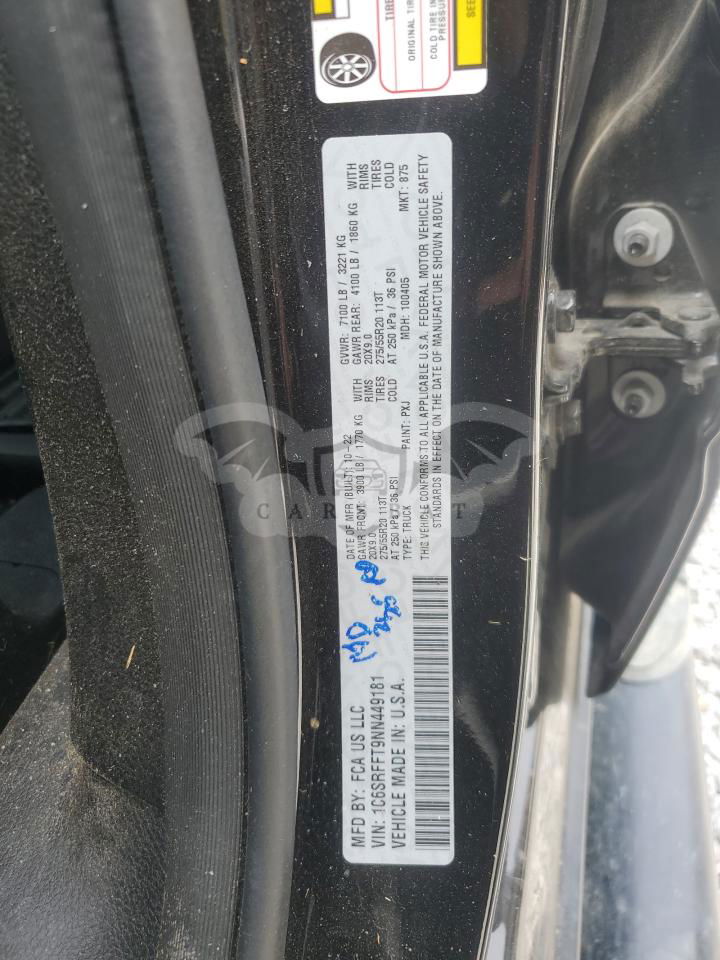 TIRE
ORIGINAL TIR
COLD TIRE IN
PRESSUR
SEE
MFD BY: FCA US LLC
VIN: 1C6SRFFT9NN449181
VEHICLE MADE IN: U.S.A.
DATE OF MFR (BUILT): 10-22
GVWR: 7100 LB / 3221 KG
GAWR FRONT: 3900 LB / 1770 KG WITH
GAWR REAR: 4100 LB / 1860 KG WITH
20X9.0 RIMS
20X9.0 RIMS
275/55R20 113T TIRES
275/55R20 113T TIRES
AT 250 kPa / 36 PSI COLD
AT 250 kPa / 36 PSI COLD
TYPE: TRUCK PAINT: PXJ MDH: 100405 MKT: 875
THIS VEHICLE CONFORMS TO ALL APPLICABLE U.S.A. FEDERAL MOTOR VEHICLE SAFETY
STANDARDS IN EFFECT ON THE DATE OF MANUFACTURE SHOWN ABOVE.